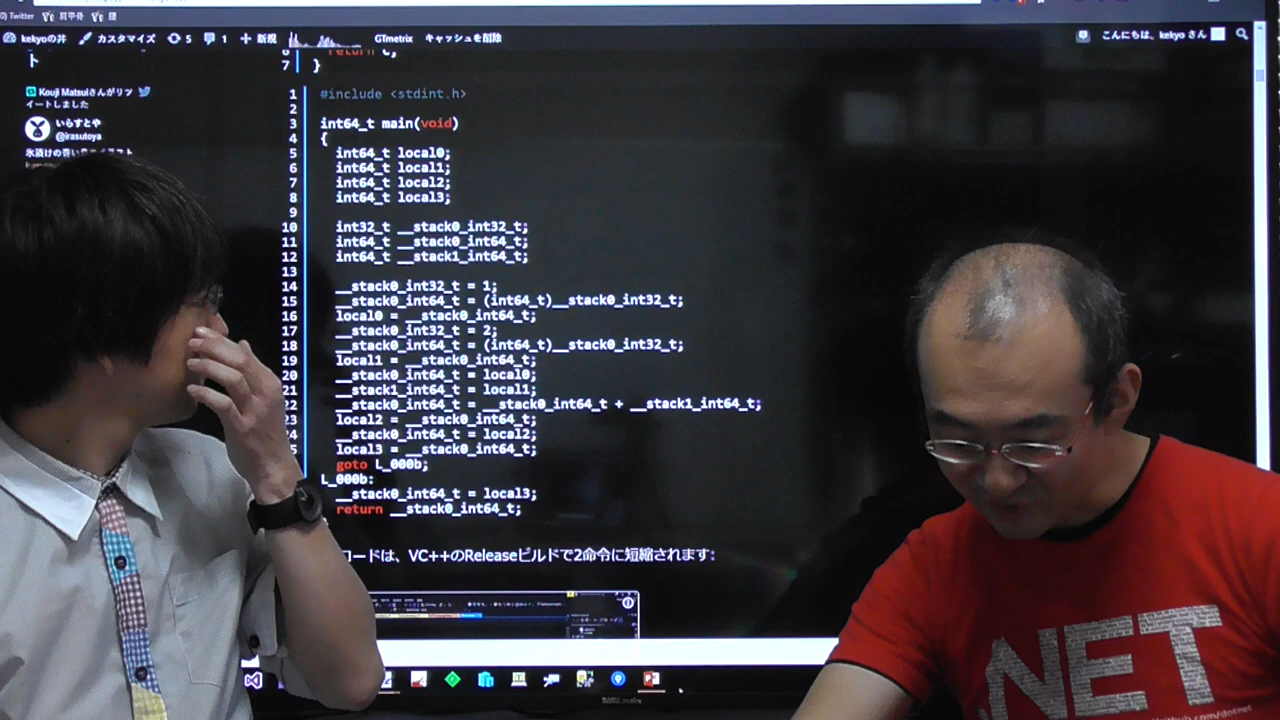 Twitter
kekyoの丼 カスタマイズ 5 1 新規 GTmetrix キャッシュを削除 こんにちは、kekyo さん
ト
7 }
Kouji Matsuiさんがリツ
イートしました
いらすとや
@irasutoya
1 #include <stdint.h>
2
3 int64_t main(void)
4 {
5 int64_t local0;
6 int64_t local1;
7 int64_t local2;
8 int64_t local3;
9
10 int32_t __stack0_int32_t;
11 int64_t __stack0_int64_t;
12 int64_t __stack1_int64_t;
13
14 __stack0_int32_t = 1;
15 __stack0_int64_t = (int64_t)__stack0_int32_t;
16 local0 = __stack0_int64_t;
17 __stack0_int32_t = 2;
18 __stack0_int64_t = (int64_t)__stack0_int32_t;
19 local1 = __stack0_int64_t;
20 __stack0_int64_t = local0;
21 __stack1_int64_t = local1;
22 __stack0_int64_t = __stack0_int64_t + __stack1_int64_t;
23 local2 = __stack0_int64_t;
__stack0_int64_t = local2;
local3 = __stack0_int64_t;
goto L_000b;
L_000b:
__stack0_int64_t = local3;
return __stack0_int64_t;
コードは、VC++のReleaseビルドで2命令に短縮されます:
.NET
github.com/dotnet